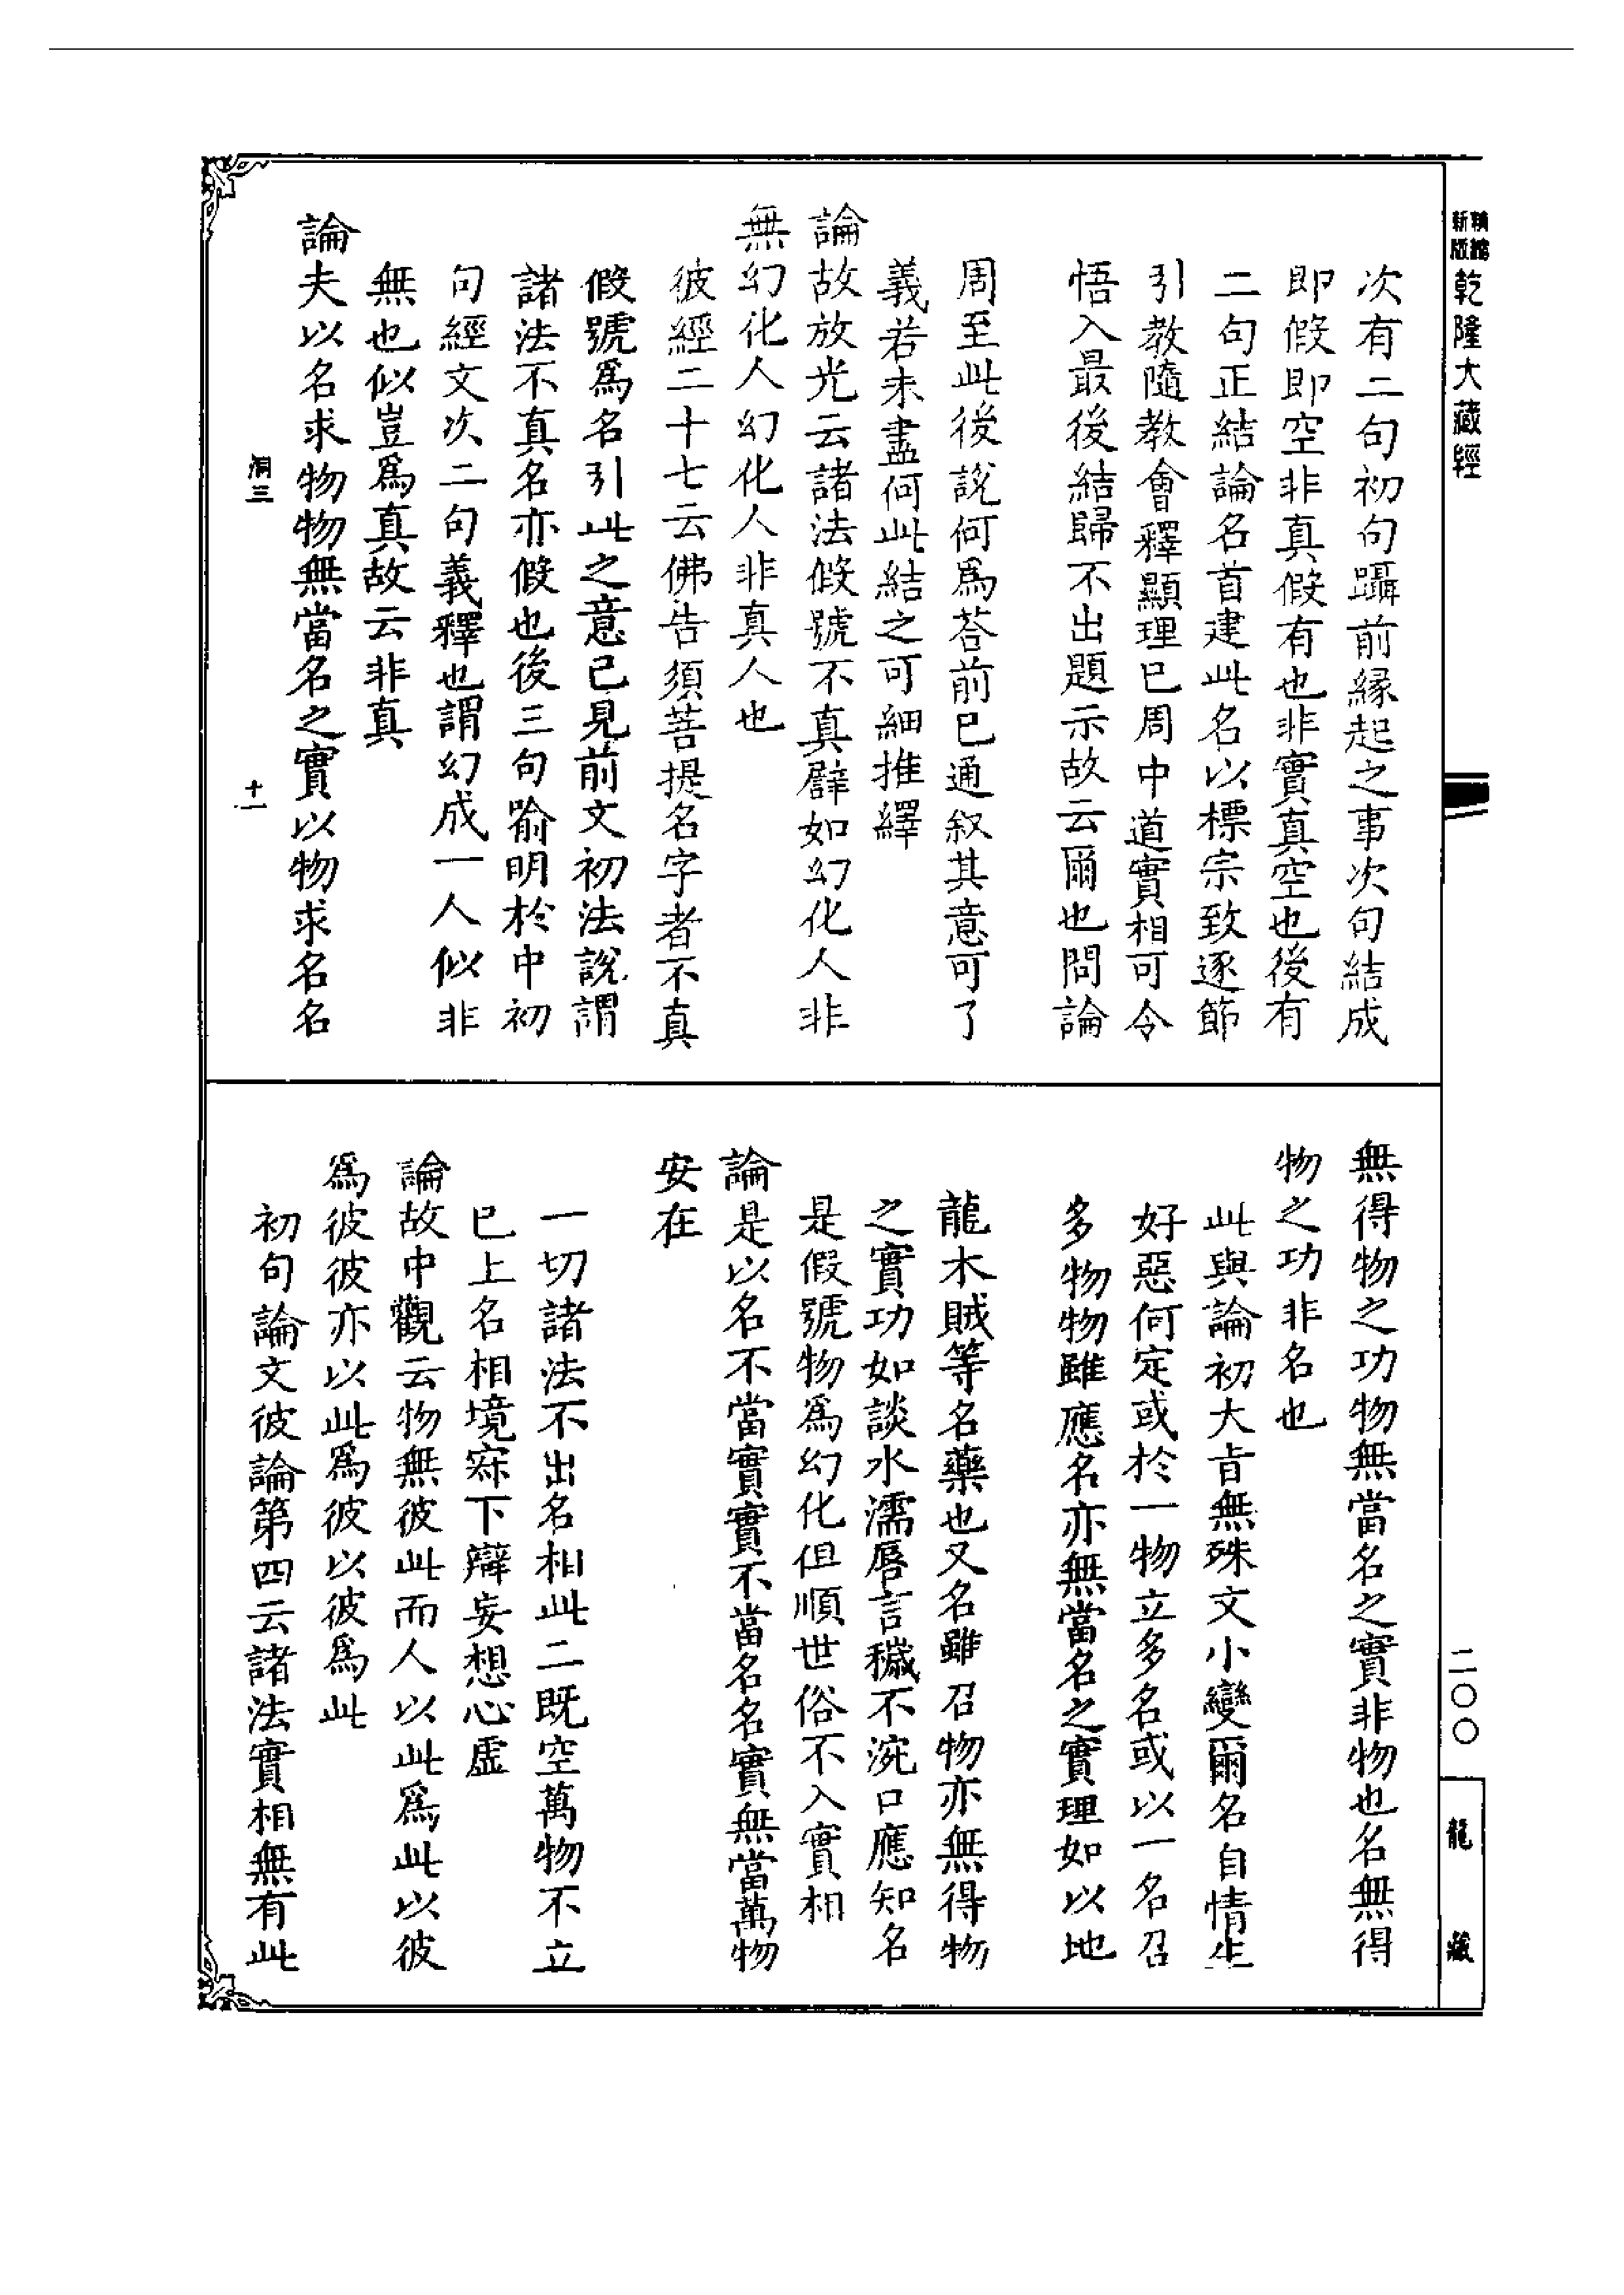 新編
縮版
乾隆大藏經
次有二句初句躡前緣起之事次句結成
即假即空非真假有也非實真空也後有
二句正結論名首建此名以標宗致逐節
引教隨教會釋顯理已周中道實相可令
悟入最後結歸不出題示故云爾也問論
周至此後說何為荅前已通叙其意可了
義若未盡何此結之可細推繹
論故放光云諸法假號不真譬如幻化人非
無幻化人幻化人非真人也
彼經二十七云佛告須菩提名字者不真
假號為名引此之意已見前文初法說謂
諸法不真名亦假也後三句喻明於中初
句經文次二句義釋也謂幻成一人似非
無也似豈為真故云非真
論夫以名求物物無當名之實以物求名名
洞三
十一
無得物之功物無當名之實非物也名無得
物之功非名也
此與論初大旨無殊文小變爾名自情生
好惡何定或於一物立多名或以一名召
多物物雖應名亦無當名之實理如以地
龍木賊等名藥也又名雖召物亦無得物
之實功如談水濡唇言穢不涴口應知名
是假號物為幻化但順世俗不入實相
論是以名不當實實不當名名實無當萬物
安在
一切諸法不出名相此二既空萬物不立
已上名相境寂下辯妄想心虛
論故中觀云物無彼此而人以此為此以彼
為彼彼亦以此為彼以彼為此
初句論文彼論第四云諸法實相無有此
二〇〇
龍藏